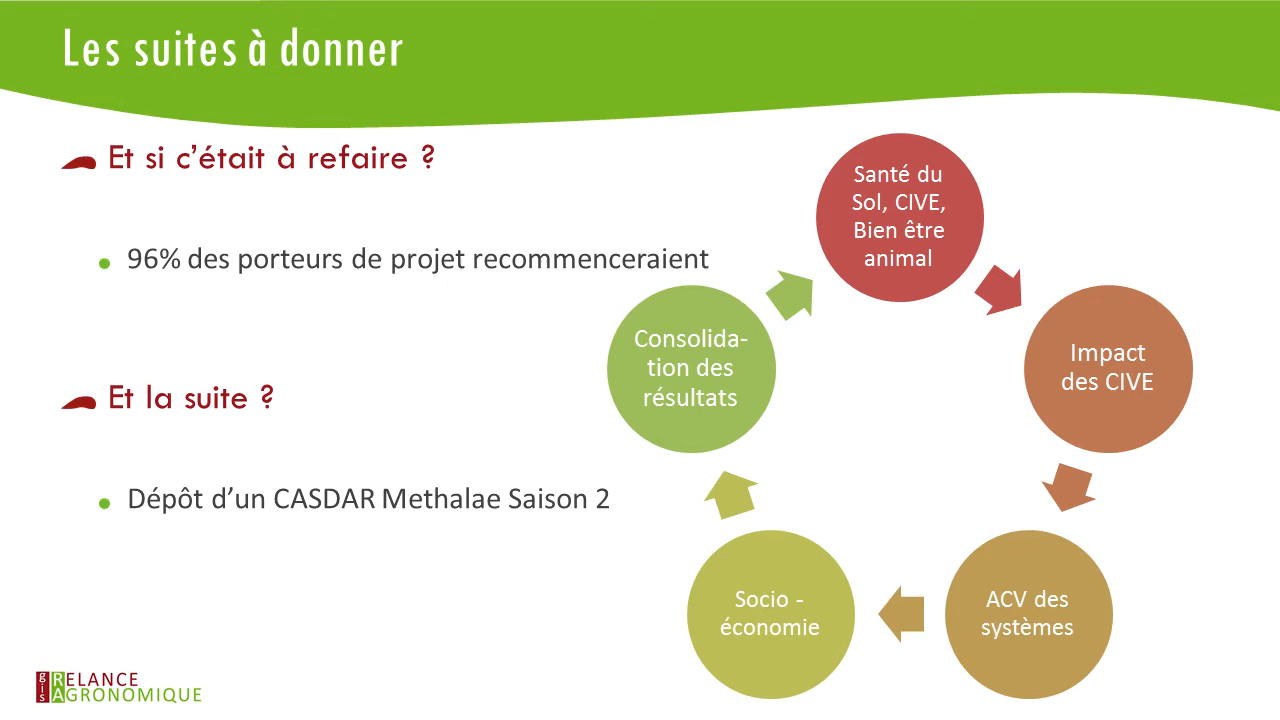 Les suites à donner
Et si c’était à refaire ?
96% des porteurs de projet recommenceraient
Et la suite ?
Dépôt d’un CASDAR Methalae Saison 2
Santé du
Sol, CIVE,
Bien être
animal
Impact
des CIVE
ACV des
systèmes
Socio -
économie
Consolida-
tion des
résultats
gis RELANCE
AGRONOMIQUE